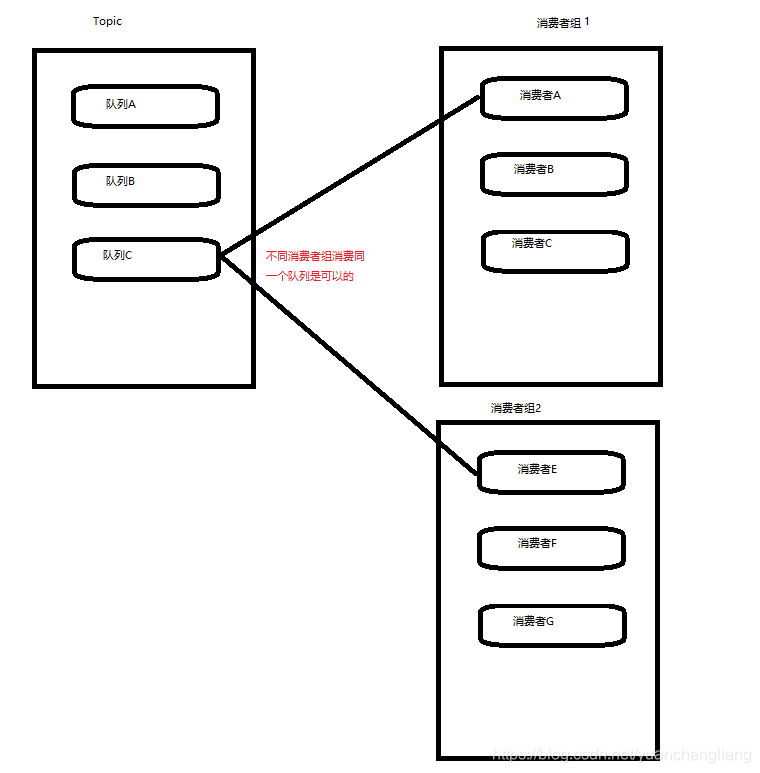 Topic
队列A
队列B
队列C
不同消费者组消费同
一个队列是可以的
消费者组 1
消费者A
消费者B
消费者C
消费者组2
消费者E
消费者F
消费者G
https://blog.csdn.net/yuanchangliang